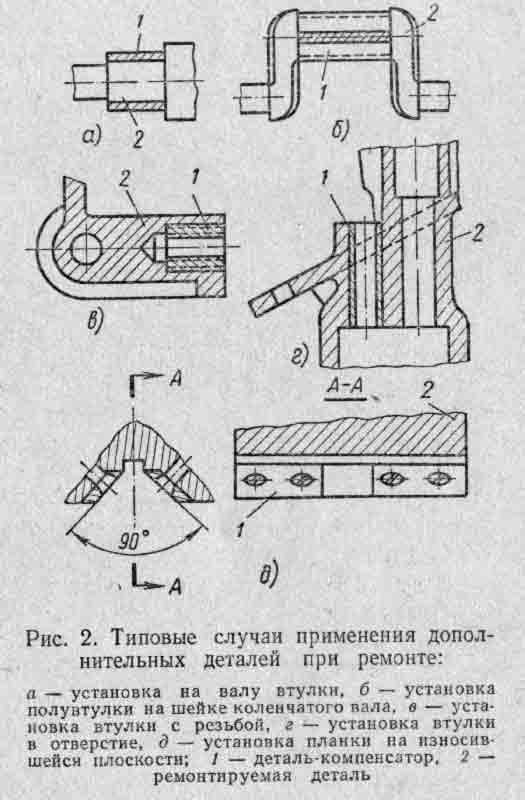 1
2
а)
2
1
б)
2
1
в)
1
2
г)
А
А-А
2
90°
1
А
д)
Рис. 2. Типовые случаи применения допол-
нительных деталей при ремонте:
а — установка на валу втулки, б — установка
полувтулки на шейке коленчатого вала, в — уста-
новка втулки с резьбой, г — установка втулки
в отверстие, д — установка планки на износив-
шейся плоскости; 1 — деталь-компенсатор, 2 —
ремонтируемая деталь